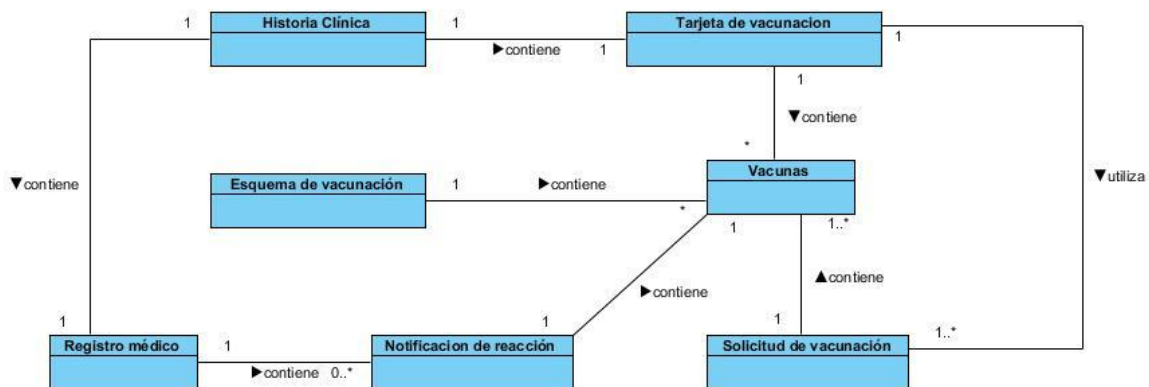 1
Historia Clínica
1
▶contiene
1
Tarjeta de vacunacion
1
1
▼contiene
*
▼contiene
Esquema de vacunación
1
▶contiene
*
Vacunas
1
1..*
▼utiliza
▲contiene
▶contiene
1
Registro médico
1
▶contiene
0..*
1
Notificacion de reacción
1
Solicitud de vacunación
1..*